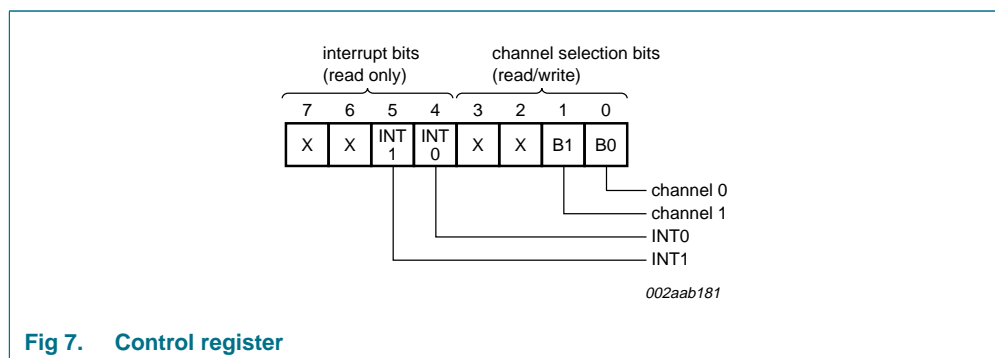 interrupt bits channel selection bits
(read only) (read/write)
7 6 5 4 3 2 1 0
X X INT 1 INT 0 X X B1 B0
channel 0
channel 1
INT0
INT1
002aab181
Fig 7. Control register